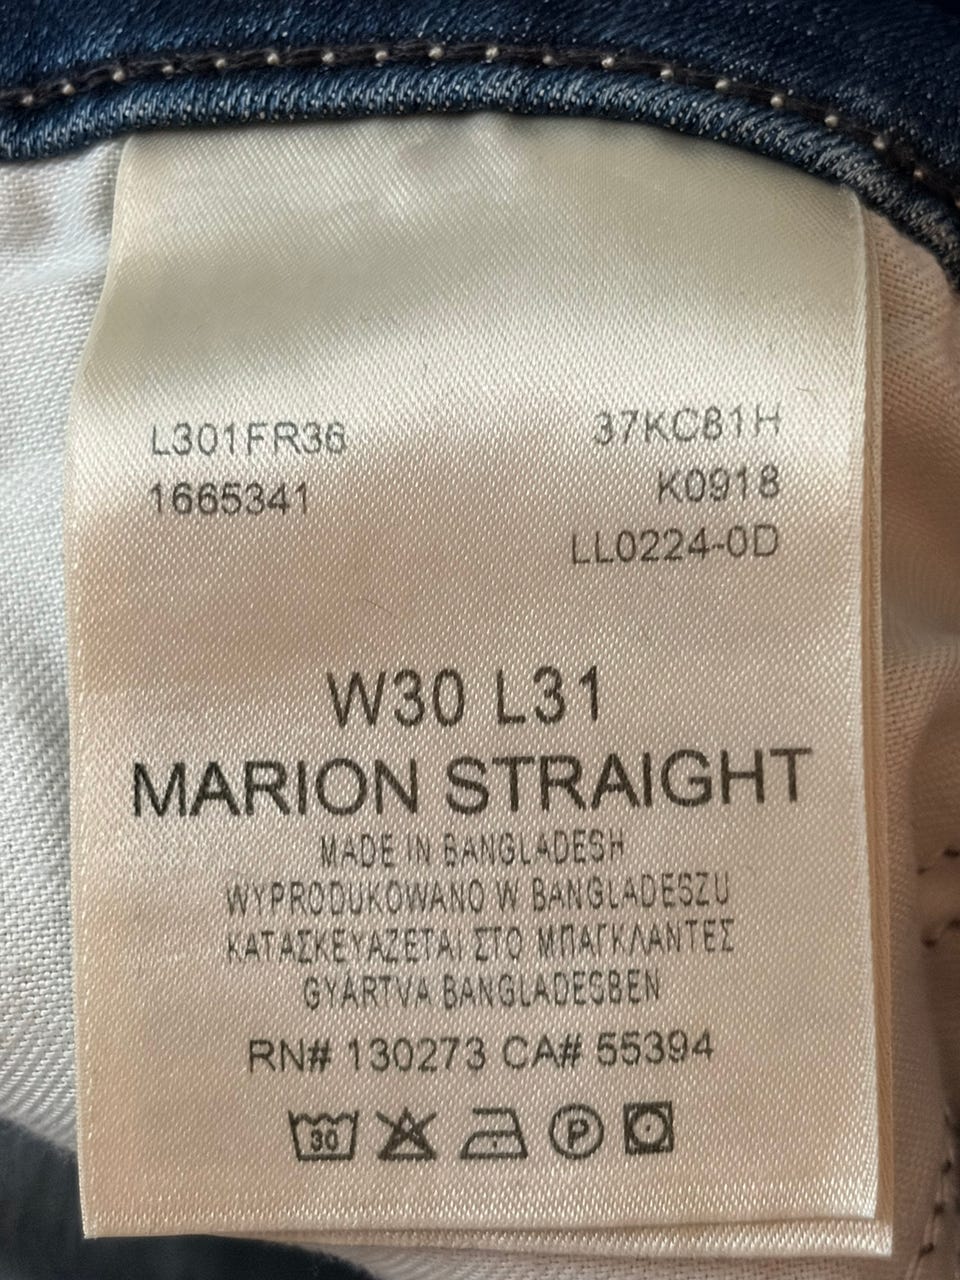 L301FR36
1665341
37KC81H
K0918
LL0224-0D
W30 L31
MARION STRAIGHT
MADE IN BANGLADESH
WYPRODUKOWANO W BANGLADESZU
ΚΑΤΑΣΚΕΥΑΖΕΤΑΙ ΣΤΟ ΜΠΑΓΚΛΑΝΤΕΣ
GYÁRTVA BANGLADESBEN
RN# 130273 CA# 55394
30 P